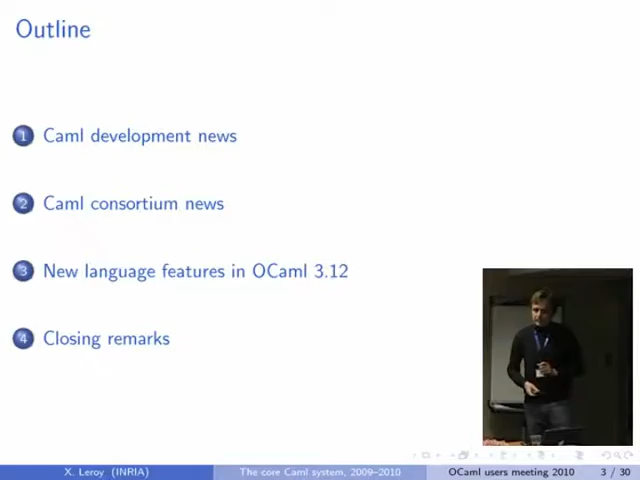 Outline
1 Caml development news
2 Caml consortium news
3 New language features in OCaml 3.12
4 Closing remarks
X. Leroy (INRIA) The core Caml system, 2009–2010 OCaml users meeting 2010 3 / 30